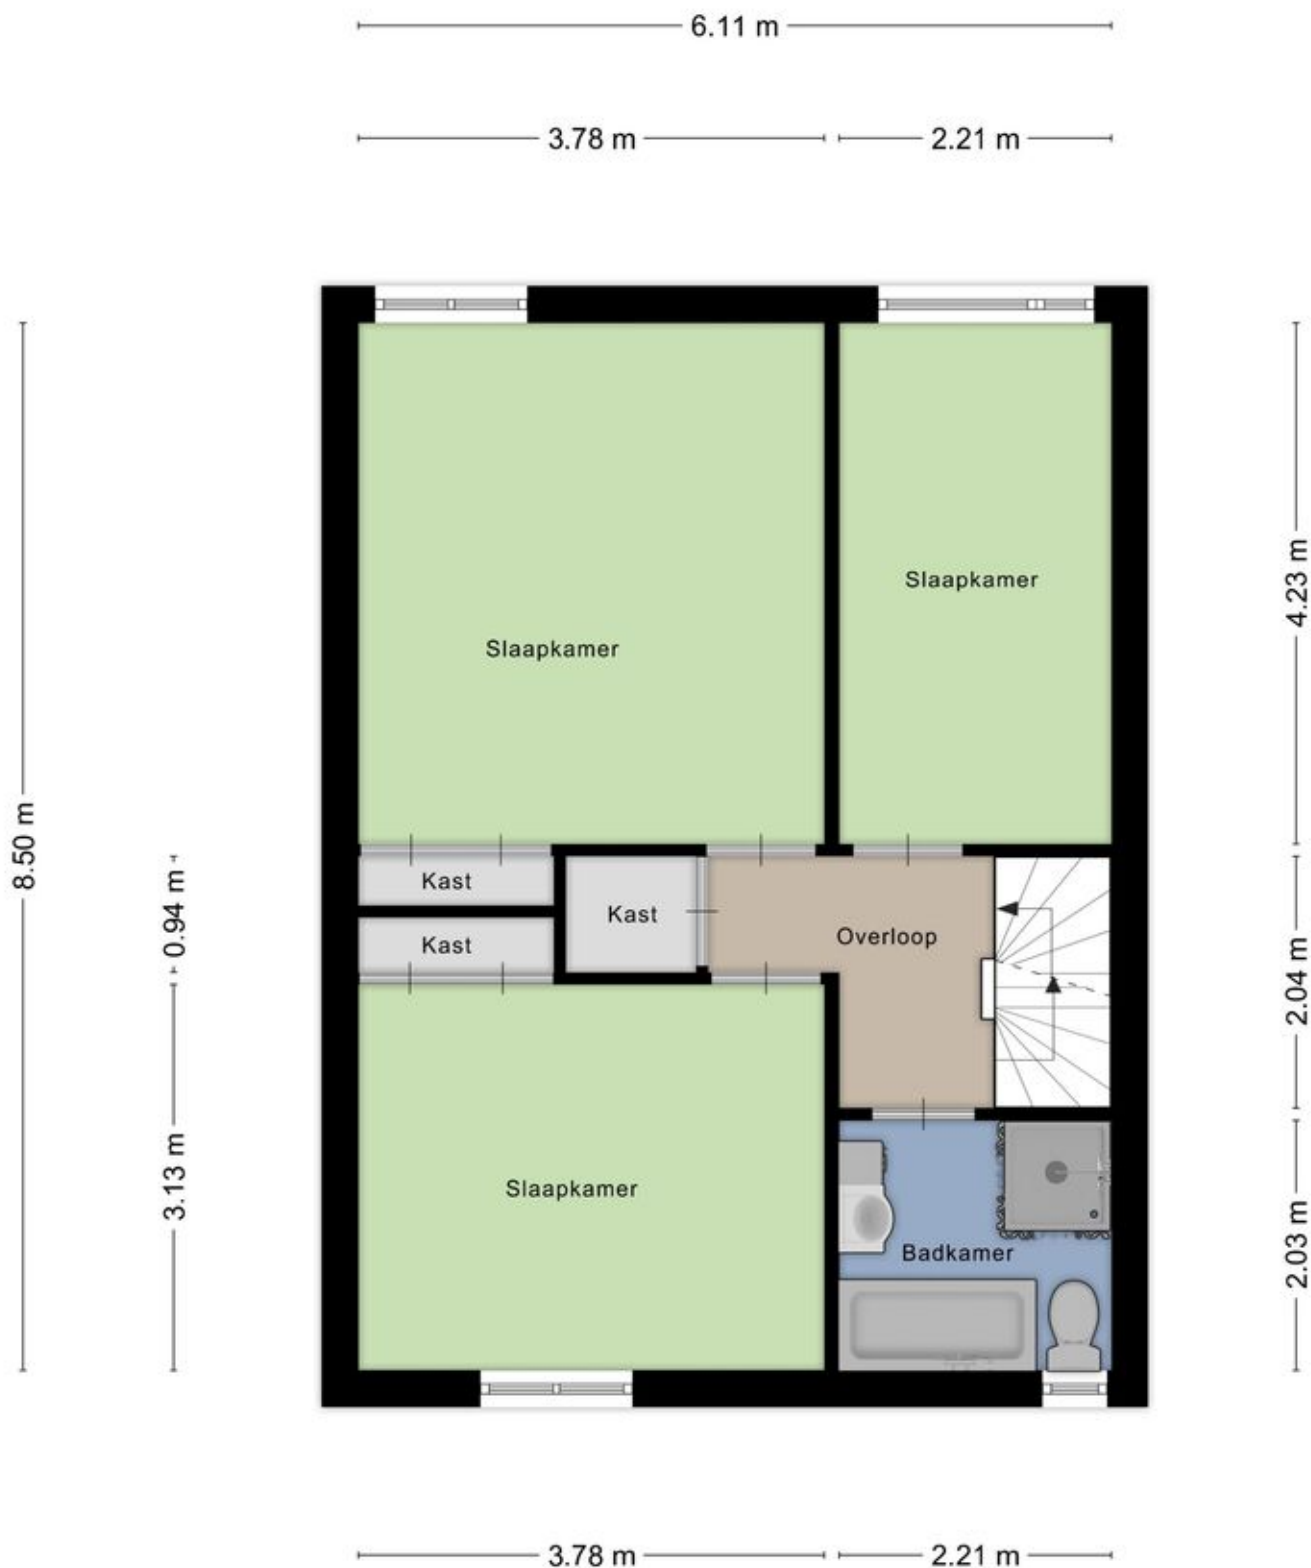 6.11 m
3.78 m
2.21 m
Slaapkamer
4.23 m
Slaapkamer
8.50 m
Kast
0.94 m
Kast
Overloop
Kast
2.04 m
3.13 m
Slaapkamer
2.03 m
Badkamer
3.78 m
2.21 m